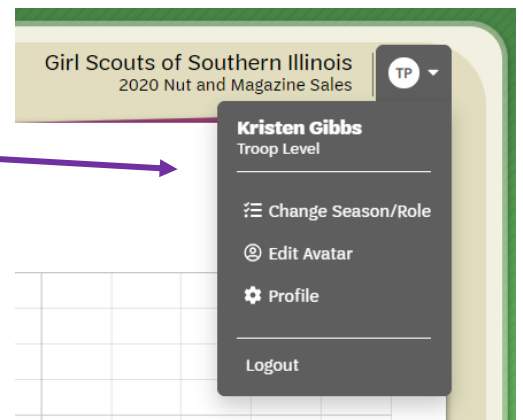 Girl Scouts of Southern Illinois
2020 Nut and Magazine Sales
TP
Kristen Gibbs
Troop Level
Change Season/Role
Edit Avatar
Profile
Logout